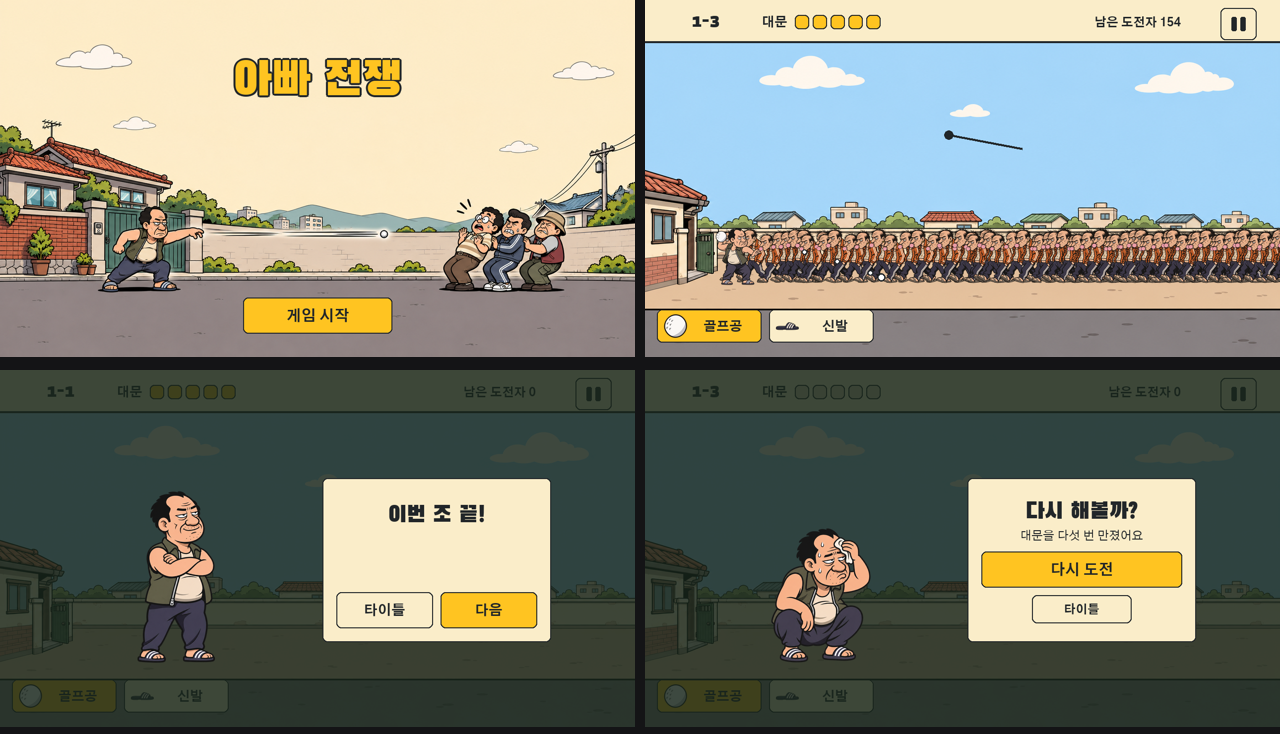 아빠 전쟁
게임 시작
1-3
대문
남은 도전자 154
골프공
신발
1-1
대문
남은 도전자 0
이번 조 끝!
타이틀
다음
골프공
신발
1-3
대문
남은 도전자 0
다시 해볼까?
대문을 다섯 번 만졌어요
다시 도전
타이틀
골프공
신발